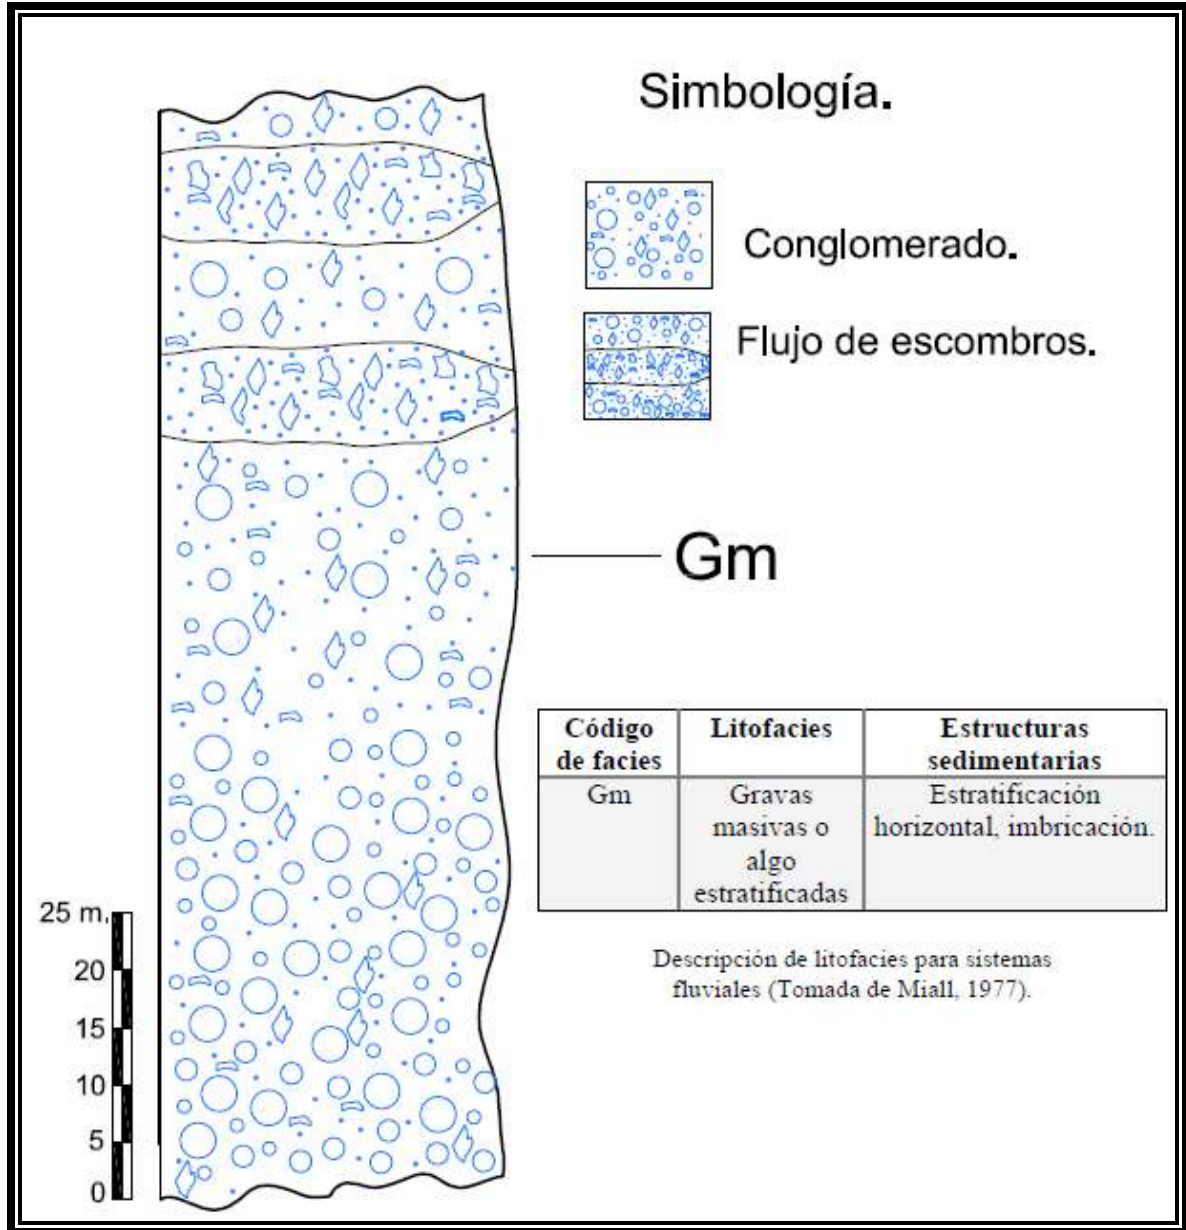 Simbología.
Conglomerado.
Flujo de escombros.
Gm
Código
de facies
Litofacies
Estructuras
sedimentarias
Gm
Gravas
masivas o
algo
estratificadas
Estratificación
horizontal, imbricación.
Descripción de litofacies para sistemas
fluviales (Tomada de Miall, 1977).
25 m.
20
15
10
5
0